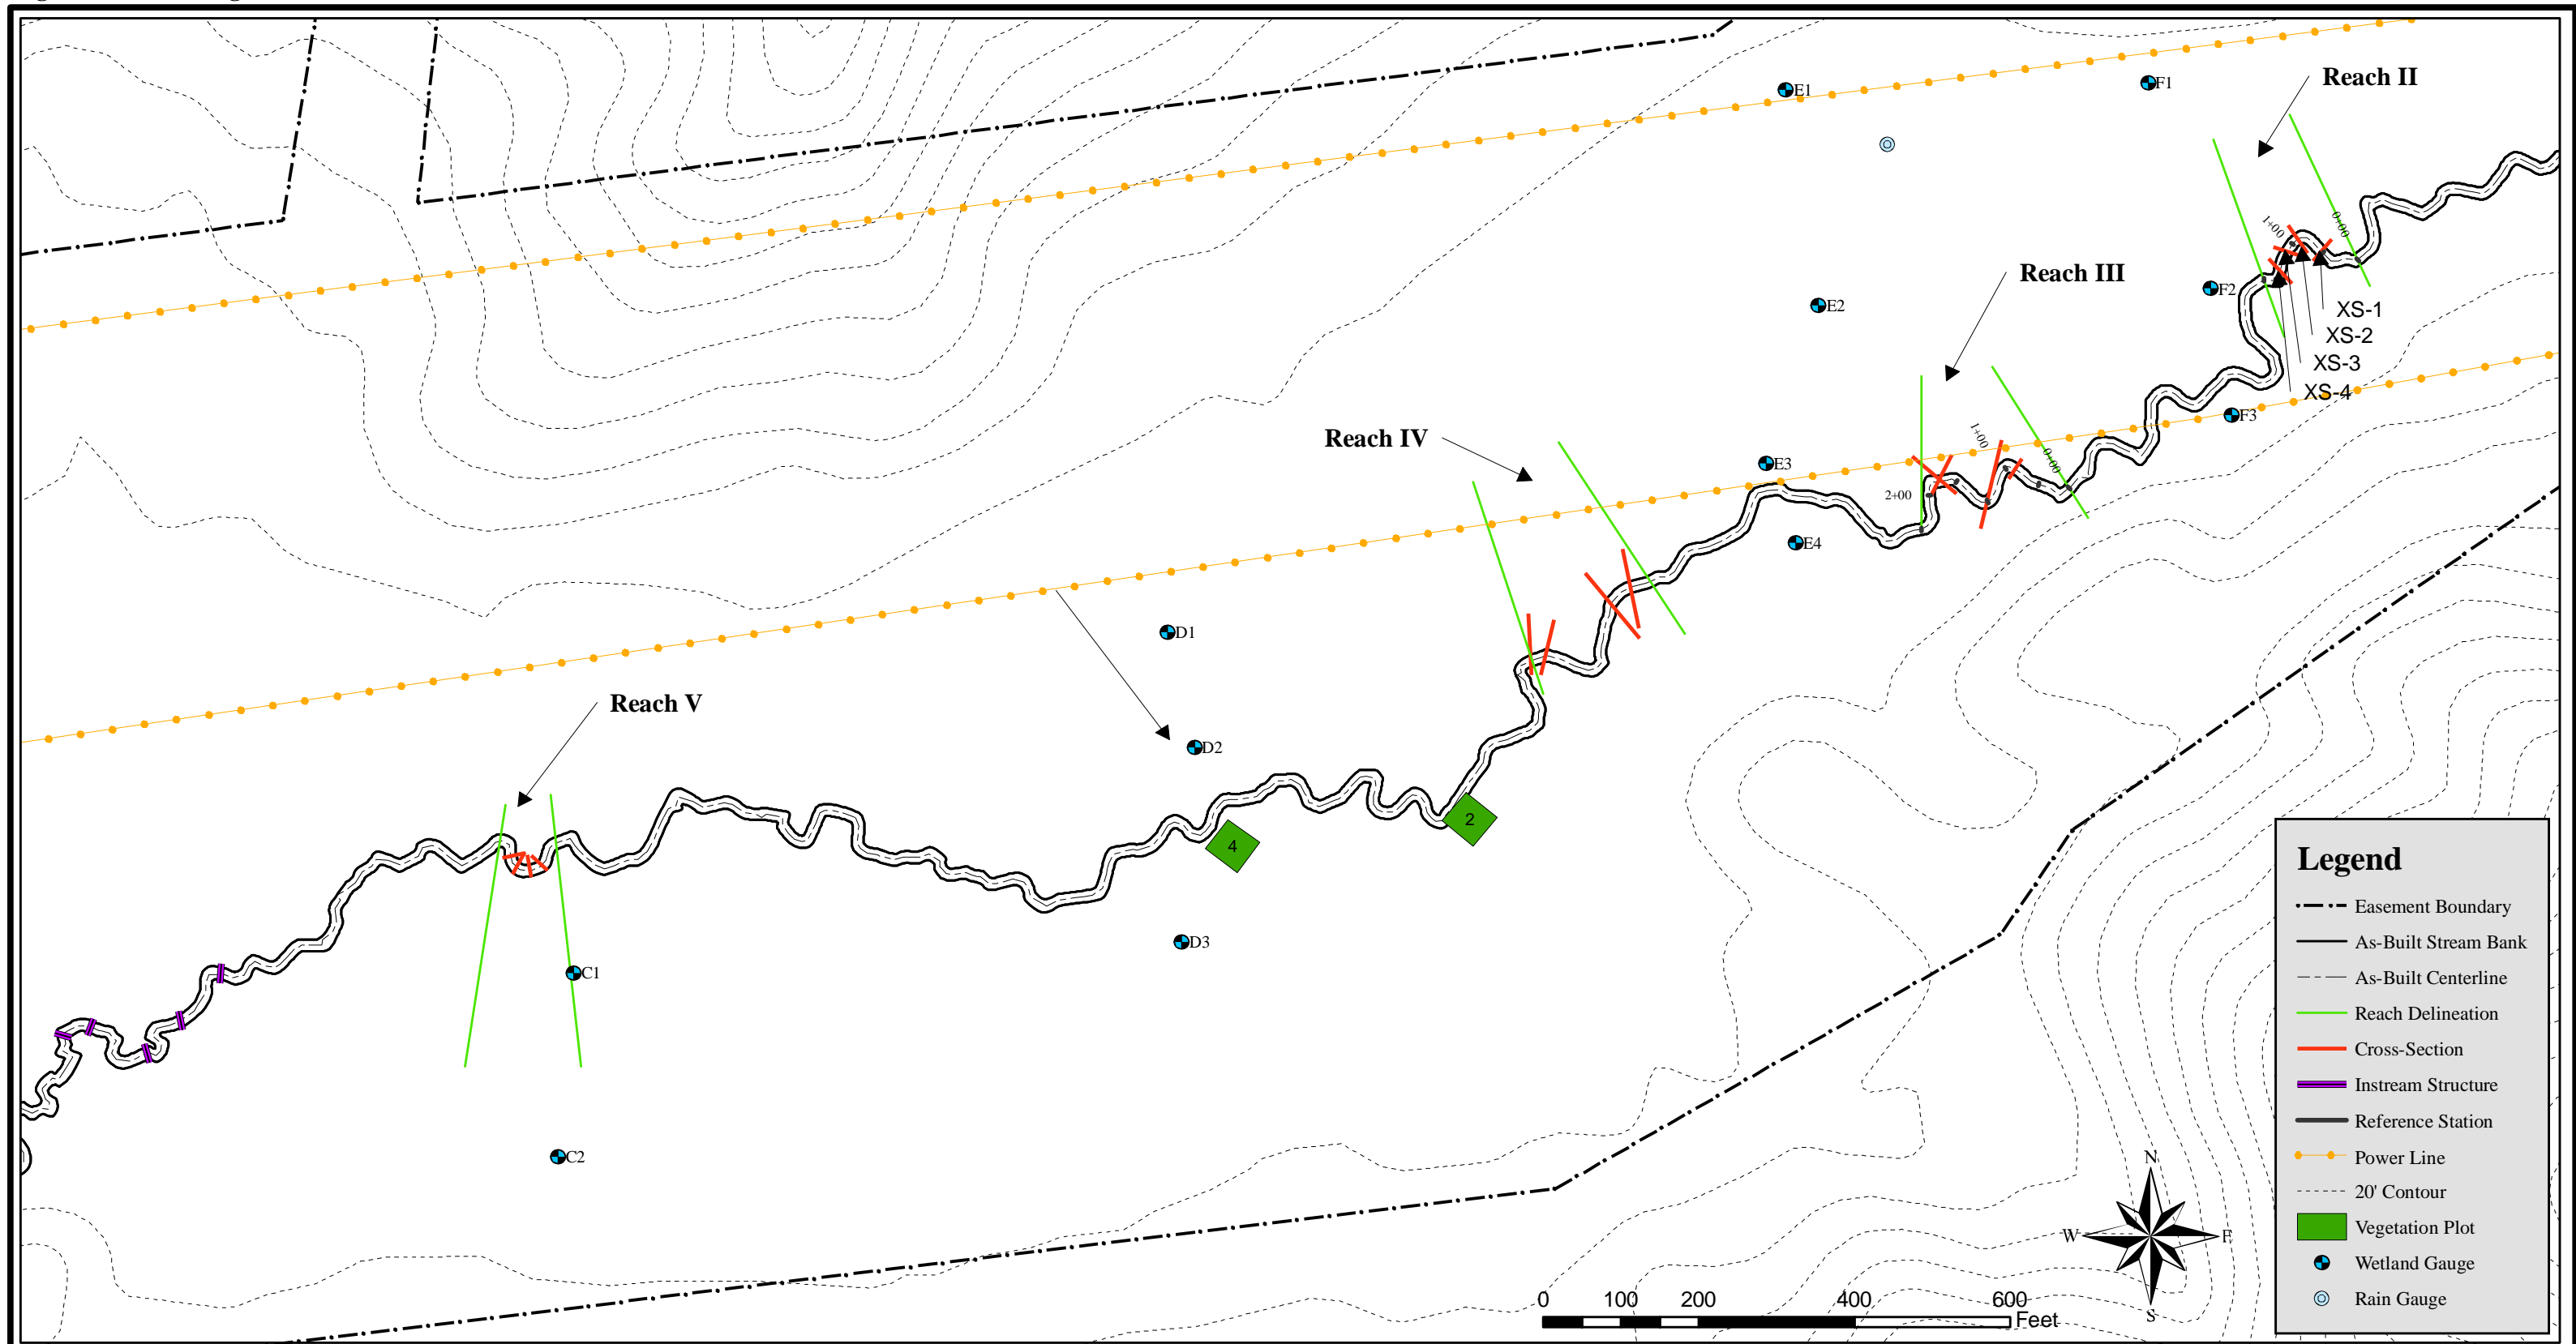 E1
F1
Reach II
0+00
1+00
Reach III
F2
E2
XS-1
XS-2
XS-3
XS-4
F3
Reach IV
1+00
0+00
E3
2+00
E4
D1
Reach V
D2
2
4
D3
C1
C2
Legend
Easement Boundary
As-Built Stream Bank
As-Built Centerline
Reach Delineation
Cross-Section
Instream Structure
Reference Station
Power Line
20' Contour
Vegetation Plot
Wetland Gauge
Rain Gauge
N
W
E
S
0 100 200 400 600
Feet